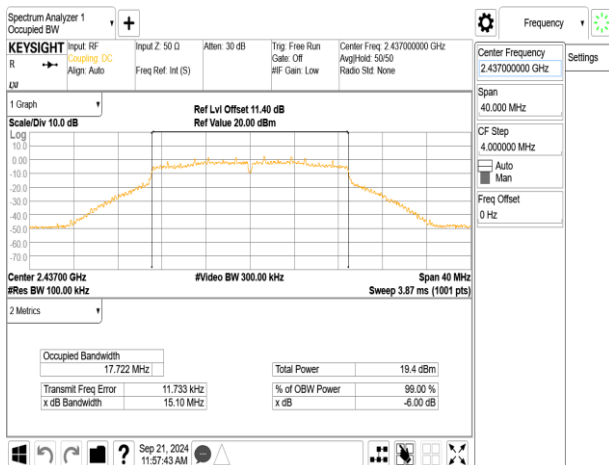 Spectrum Analyzer 1
Occupied BW
Frequency
KEYSIGHT
R
LXI
Input: RF
Coupling: DC
Align: Auto
Input Z: 50 Ω
Freq Ref: Int (S)
Atten: 30 dB
Trig: Free Run
Gate: Off
#IF Gain: Low
Center Freq: 2.437000000 GHz
Avg|Hold: 50/50
Radio Std: None
Center Frequency
2.437000000 GHz
Settings
Span
40.000 MHz
CF Step
4.000000 MHz
Auto
Man
Freq Offset
0 Hz
1 Graph
Scale/Div 10.0 dB
Ref Lvl Offset 11.40 dB
Ref Value 20.00 dBm
Log
10.0
0.00
-10.0
-20.0
-30.0
-40.0
-50.0
-60.0
-70.0
Center 2.43700 GHz
#Res BW 100.00 kHz
#Video BW 300.00 kHz
Span 40 MHz
Sweep 3.87 ms (1001 pts)
2 Metrics
Occupied Bandwidth
17.722 MHz
Transmit Freq Error 11.733 kHz
x dB Bandwidth 15.10 MHz
Total Power 19.4 dBm
% of OBW Power 99.00 %
x dB -6.00 dB
Sep 21, 2024
11:57:43 AM